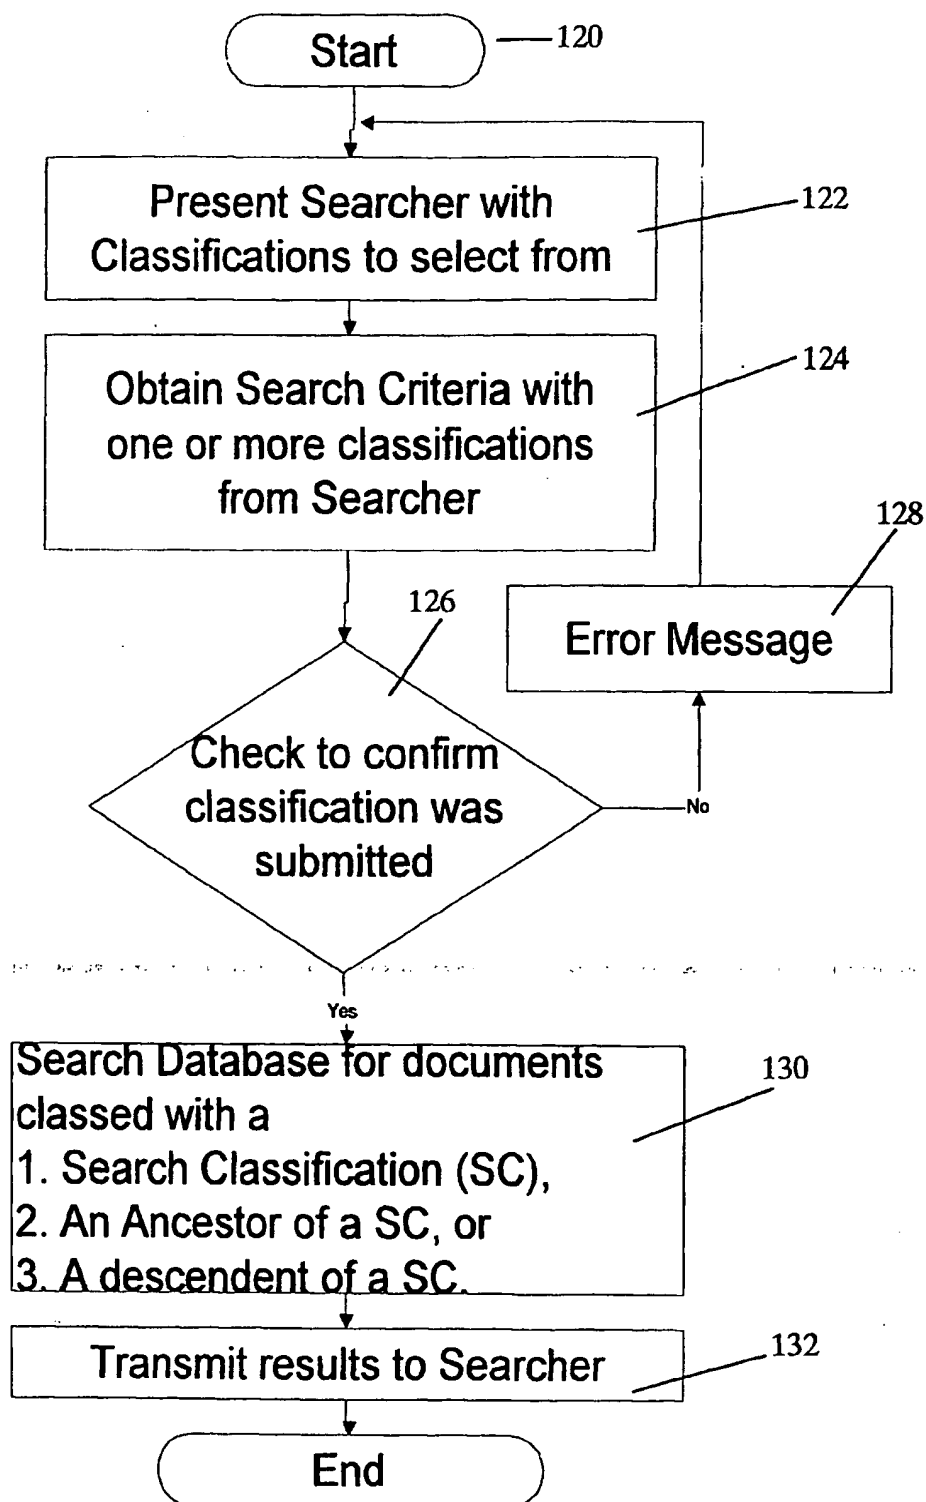 Start
120
Present Searcher with
Classifications to select from
122
Obtain Search Criteria with
one or more classifications
from Searcher
124
128
Error Message
126
Check to confirm
classification was
submitted
No
Yes
Search Database for documents
classed with a
1. Search Classification (SC),
2. An Ancestor of a SC, or
3. A descendent of a SC.
130
Transmit results to Searcher
132
End